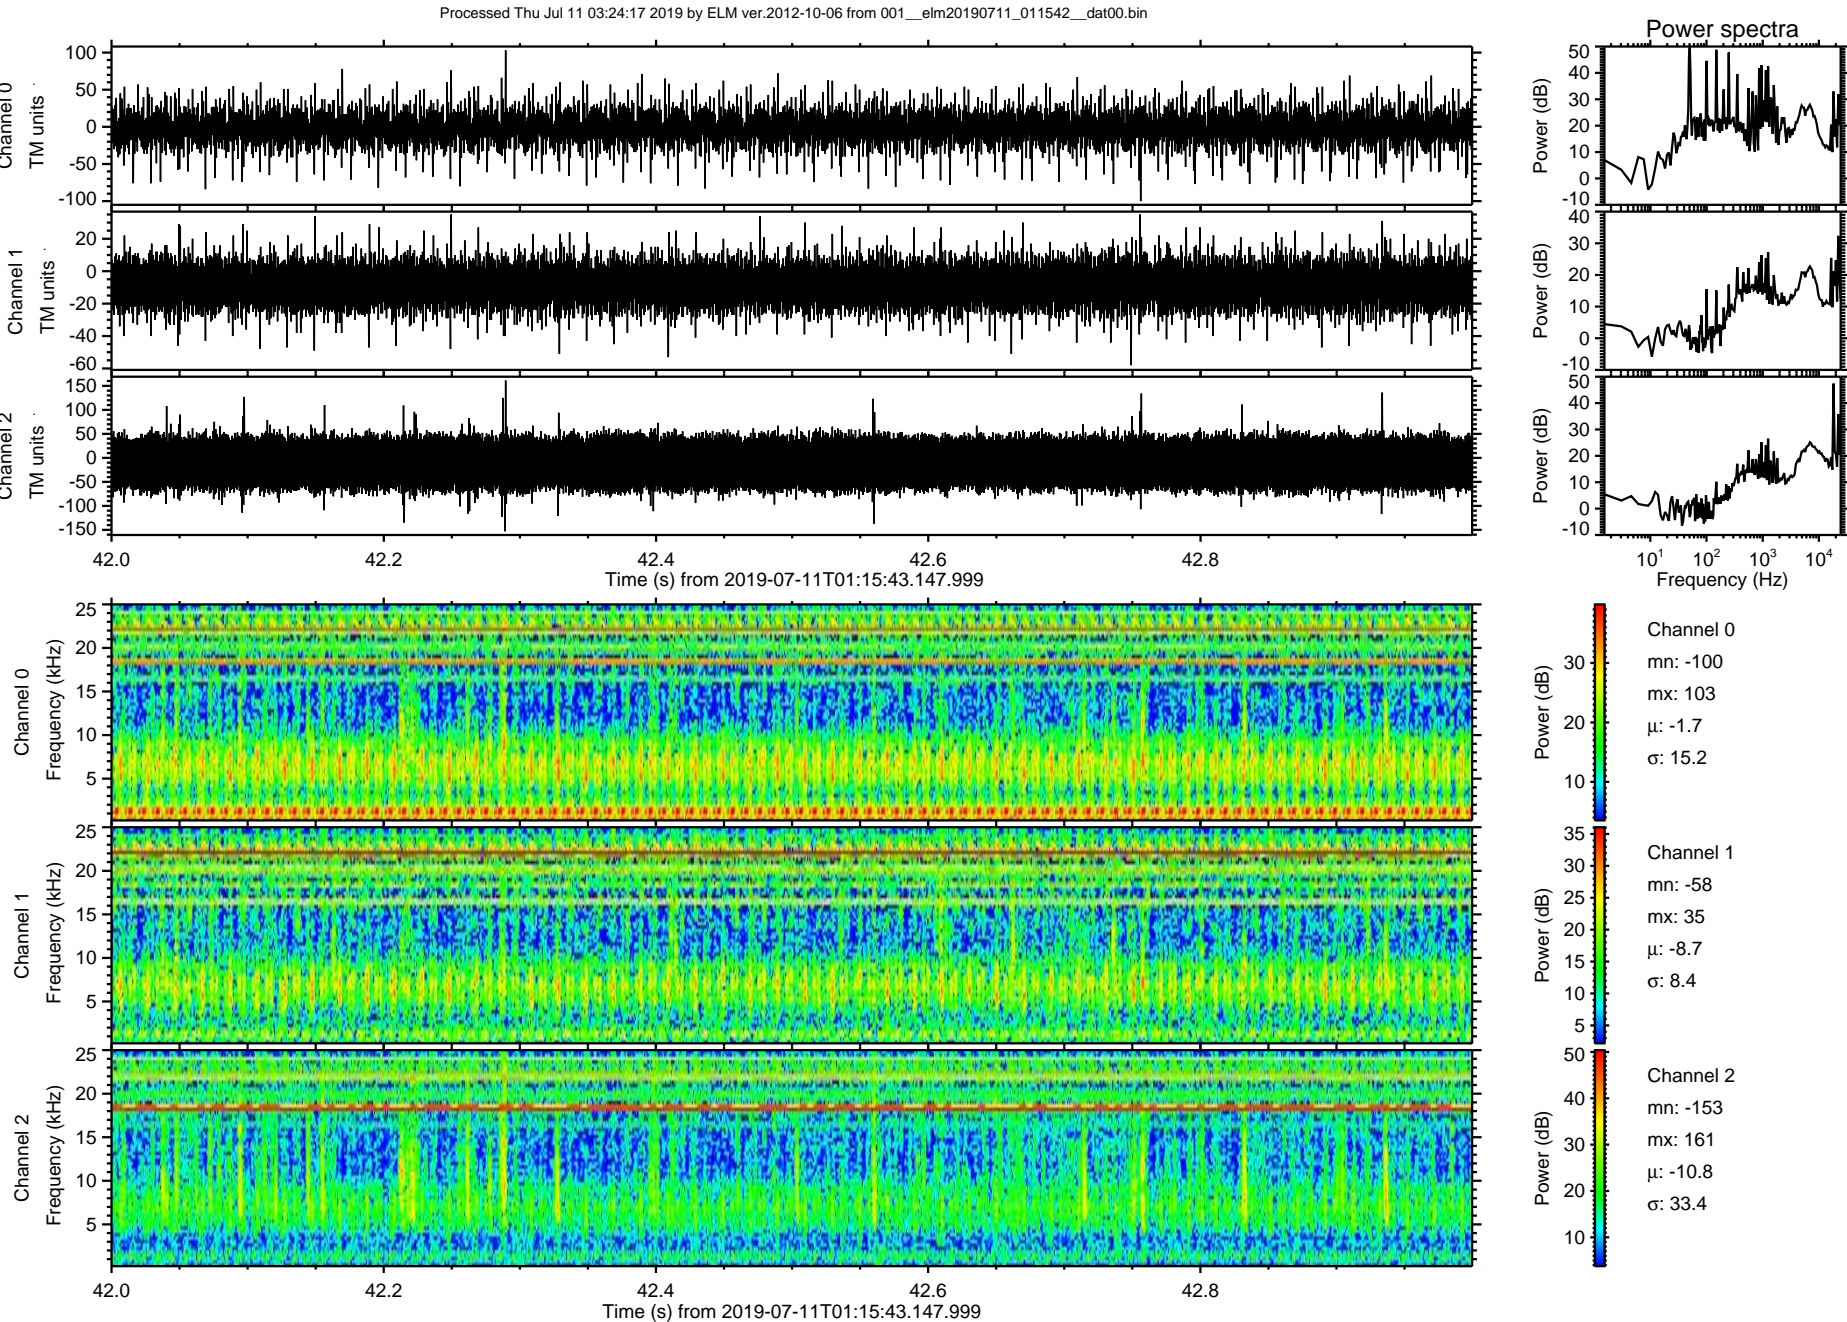 Processed Thu Jul 11 03:24:17 2019 by ELM ver.2012-10-06 from 001__elm20190711_011542__dat00.bin
Power spectra
Channel 0
TM units
100
50
0
-50
-100
Power (dB)
50
40
30
20
10
0
-10
Channel 1
TM units
20
0
-20
-40
-60
Power (dB)
40
30
20
10
0
-10
Channel 2
TM units
150
100
50
0
-50
-100
-150
Power (dB)
50
40
30
20
10
0
-10
42.0 42.2 42.4 42.6 42.8
Time (s) from 2019-07-11T01:15:43.147.999
10^1 10^2 10^3 10^4
Frequency (Hz)
Channel 0
Frequency (kHz)
25
20
15
10
5
Power (dB)
30
20
10
Channel 0
mn: -100
mx: 103
μ: -1.7
σ: 15.2
Channel 1
Frequency (kHz)
25
20
15
10
5
Power (dB)
35
30
25
20
15
10
5
Channel 1
mn: -58
mx: 35
μ: -8.7
σ: 8.4
Channel 2
Frequency (kHz)
25
20
15
10
5
Power (dB)
50
40
30
20
10
Channel 2
mn: -153
mx: 161
μ: -10.8
σ: 33.4
42.0 42.2 42.4 42.6 42.8
Time (s) from 2019-07-11T01:15:43.147.999